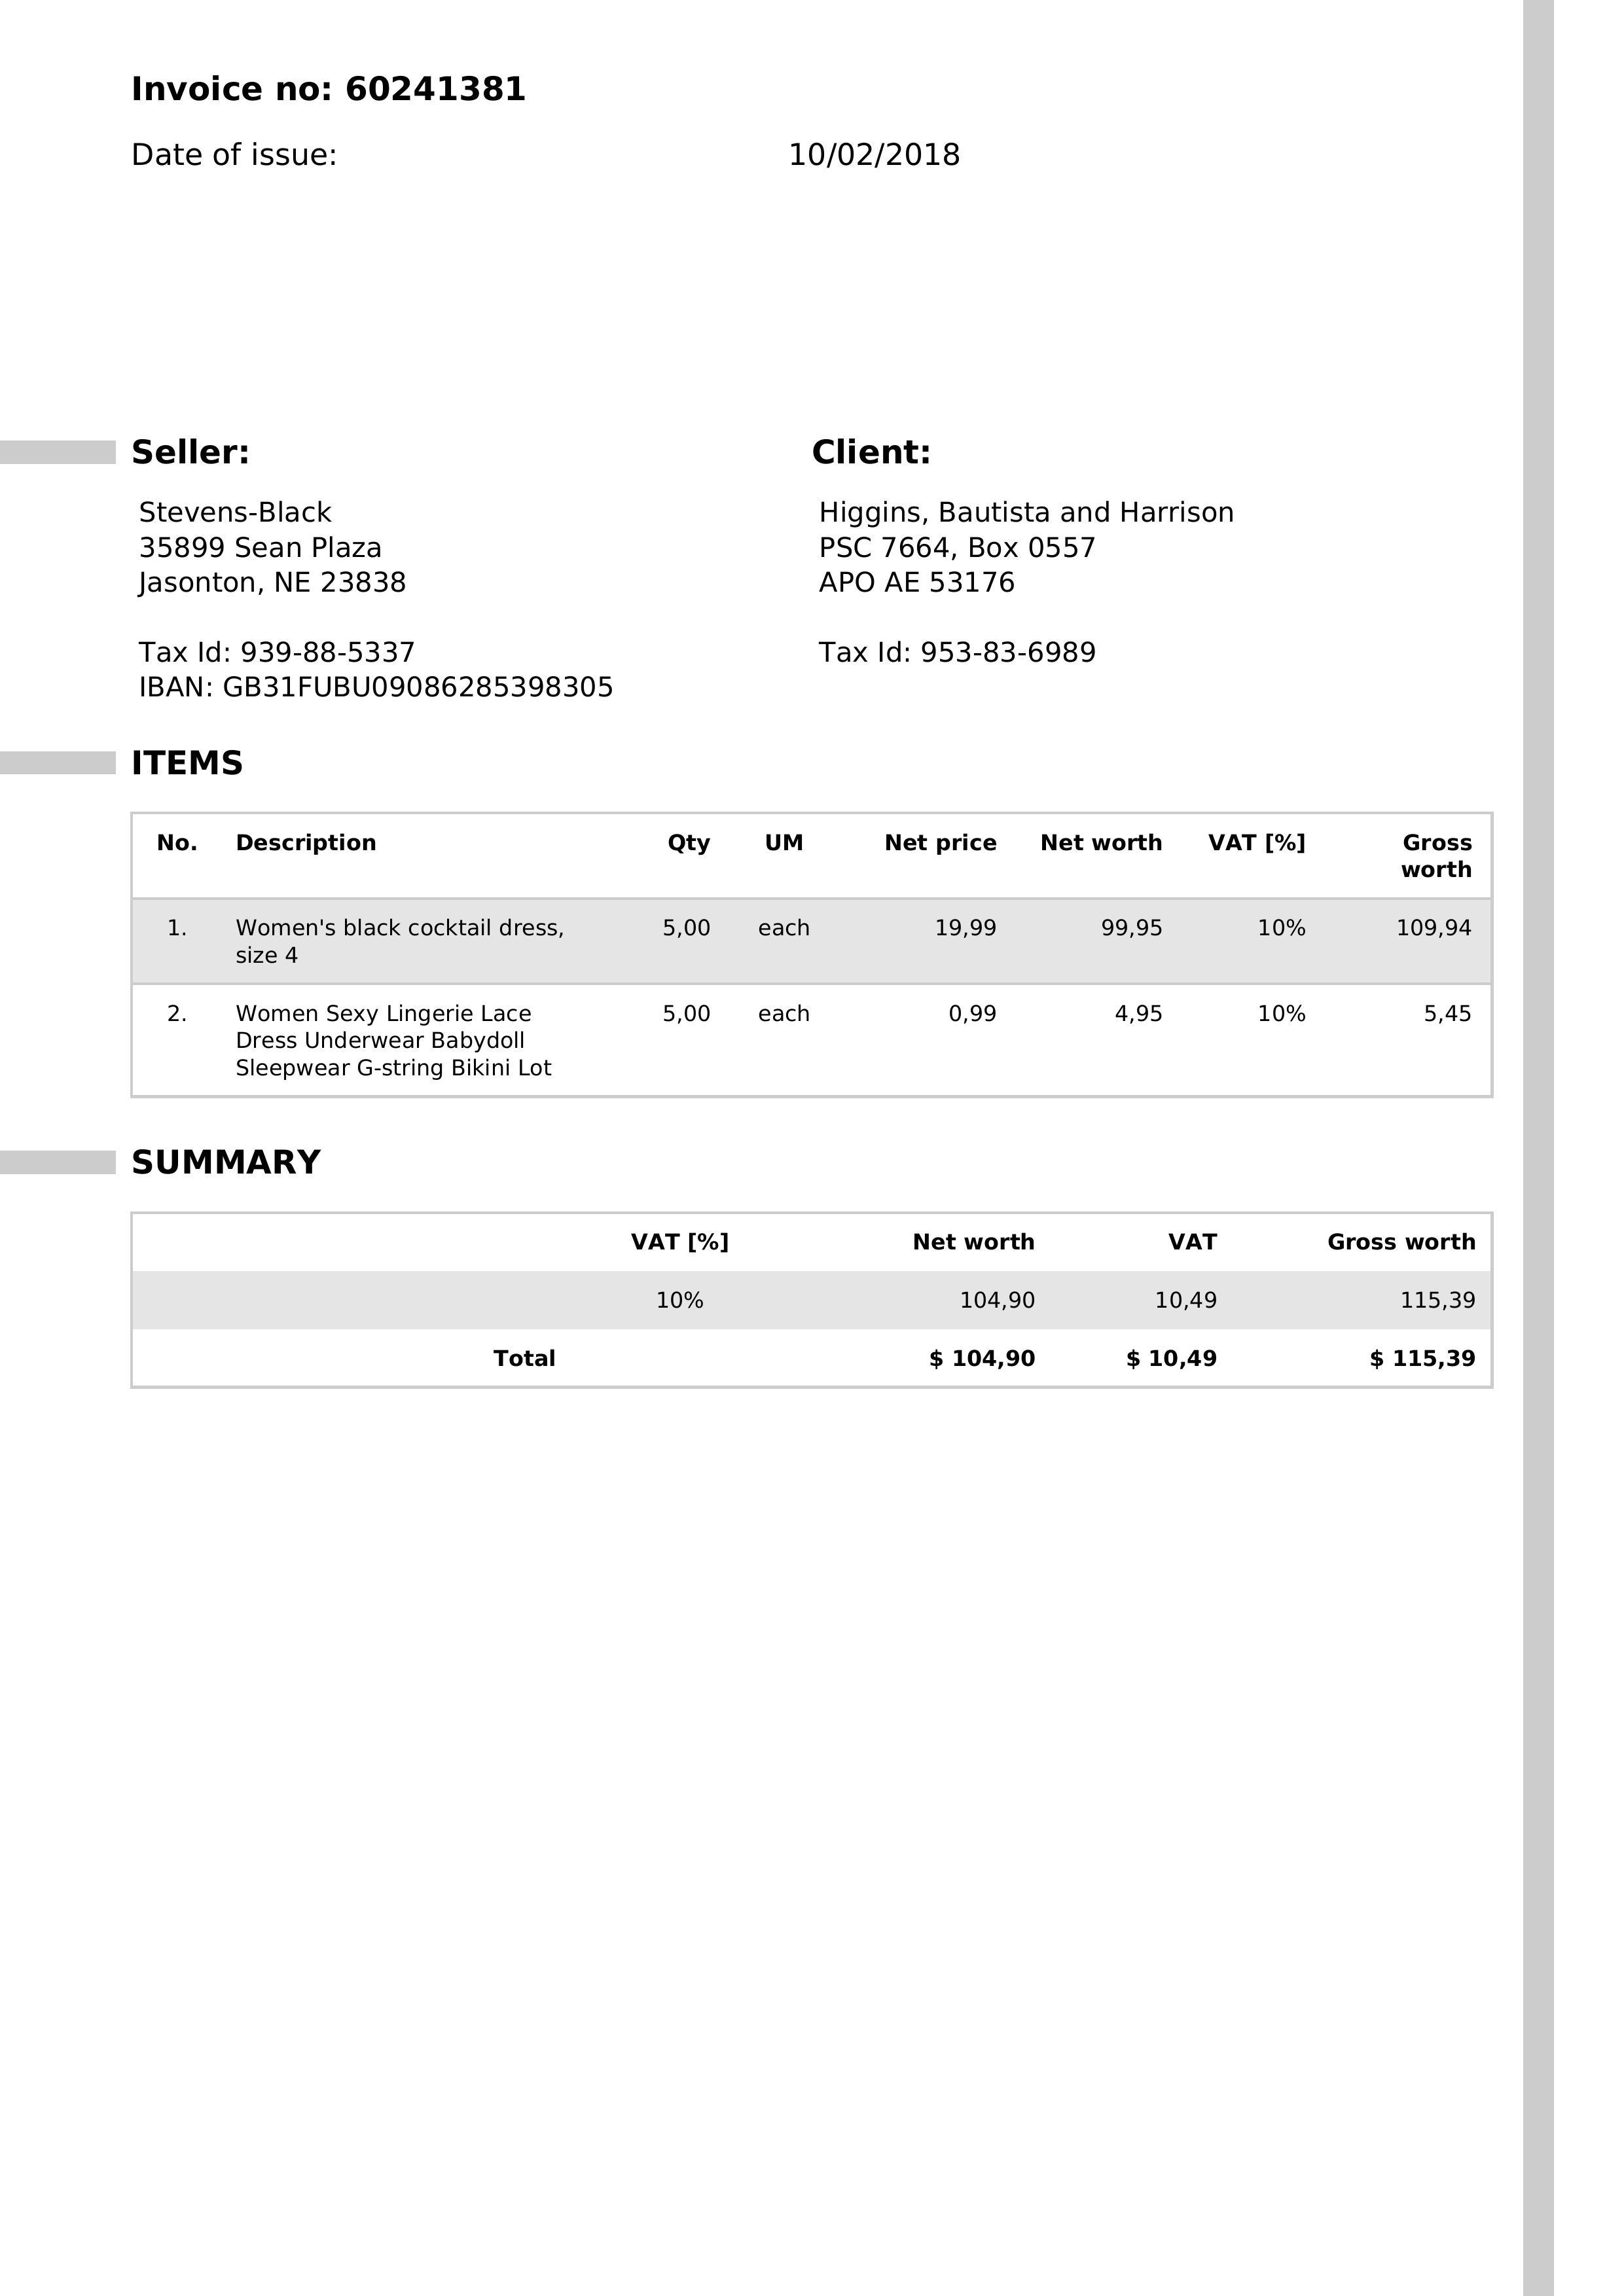 Invoice no: 60241381
Date of issue: 10/02/2018
Seller:
Stevens-Black
35899 Sean Plaza
Jasonton, NE 23838
Tax Id: 939-88-5337
IBAN: GB31FUBU09086285398305
Client:
Higgins, Bautista and Harrison
PSC 7664, Box 0557
APO AE 53176
Tax Id: 953-83-6989
ITEMS
No. Description Qty UM Net price Net worth VAT [%] Gross
worth
1. Women's black cocktail dress, 5,00 each 19,99 99,95 10% 109,94
size 4
2. Women Sexy Lingerie Lace 5,00 each 0,99 4,95 10% 5,45
Dress Underwear Babydoll
Sleepwear G-string Bikini Lot
SUMMARY
VAT [%] Net worth VAT Gross worth
10% 104,90 10,49 115,39
Total $ 104,90 $ 10,49 $ 115,39